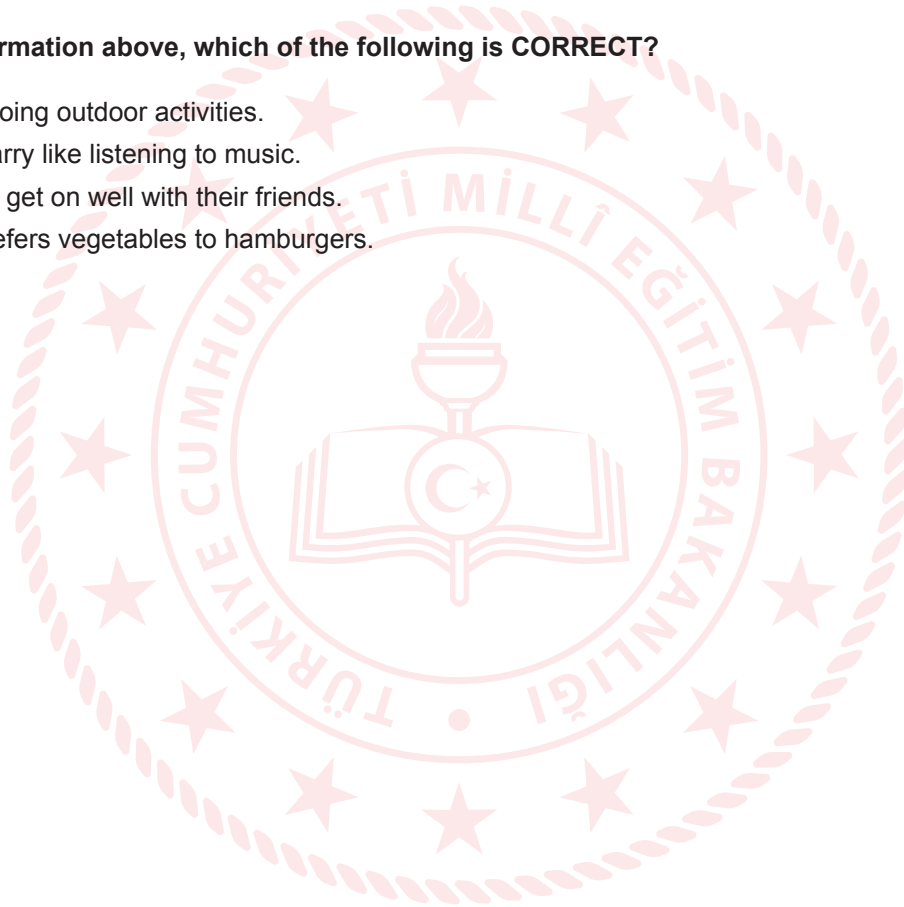 rmation above, which of the following is CORRECT?
oing outdoor activities.
arry like listening to music.
get on well with their friends.
efers vegetables to hamburgers.
TÜRKİYE CUMHURİYETİ MİLLÎ EĞİTİM BAKANLIĞI